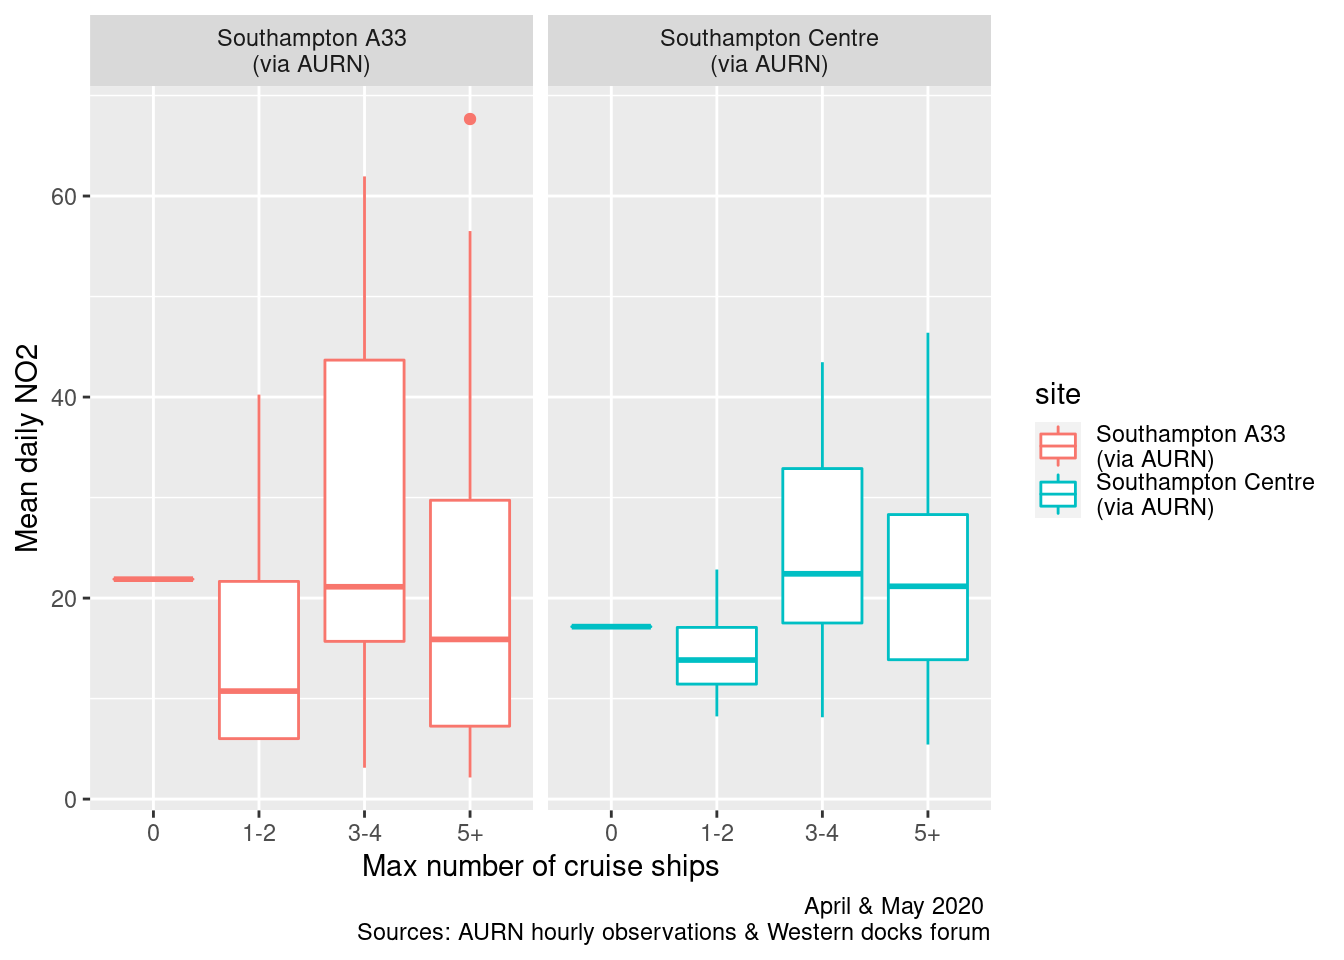 Southampton A33
(via AURN)
Southampton Centre
(via AURN)
Mean daily NO2
60
40
20
0
0
1-2
3-4
5+
0
1-2
3-4
5+
Max number of cruise ships
site
Southampton A33
(via AURN)
Southampton Centre
(via AURN)
April & May 2020
Sources: AURN hourly observations & Western docks forum